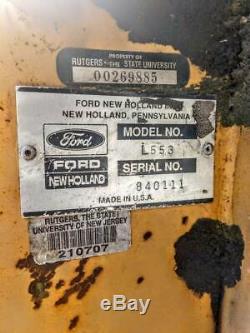 PROPERTY OF
RUTGERS • THE STATE UNIVERSITY
00269885
FORD NEW HOLLAND
NEW HOLLAND, PENNSYLVANIA
Ford
MODEL NO.
L553
FORD
NEW HOLLAND
SERIAL NO.
840111
MADE IN U.S.A.
RUTGERS, THE STATE
UNIVERSITY OF NEW JERSEY
210707